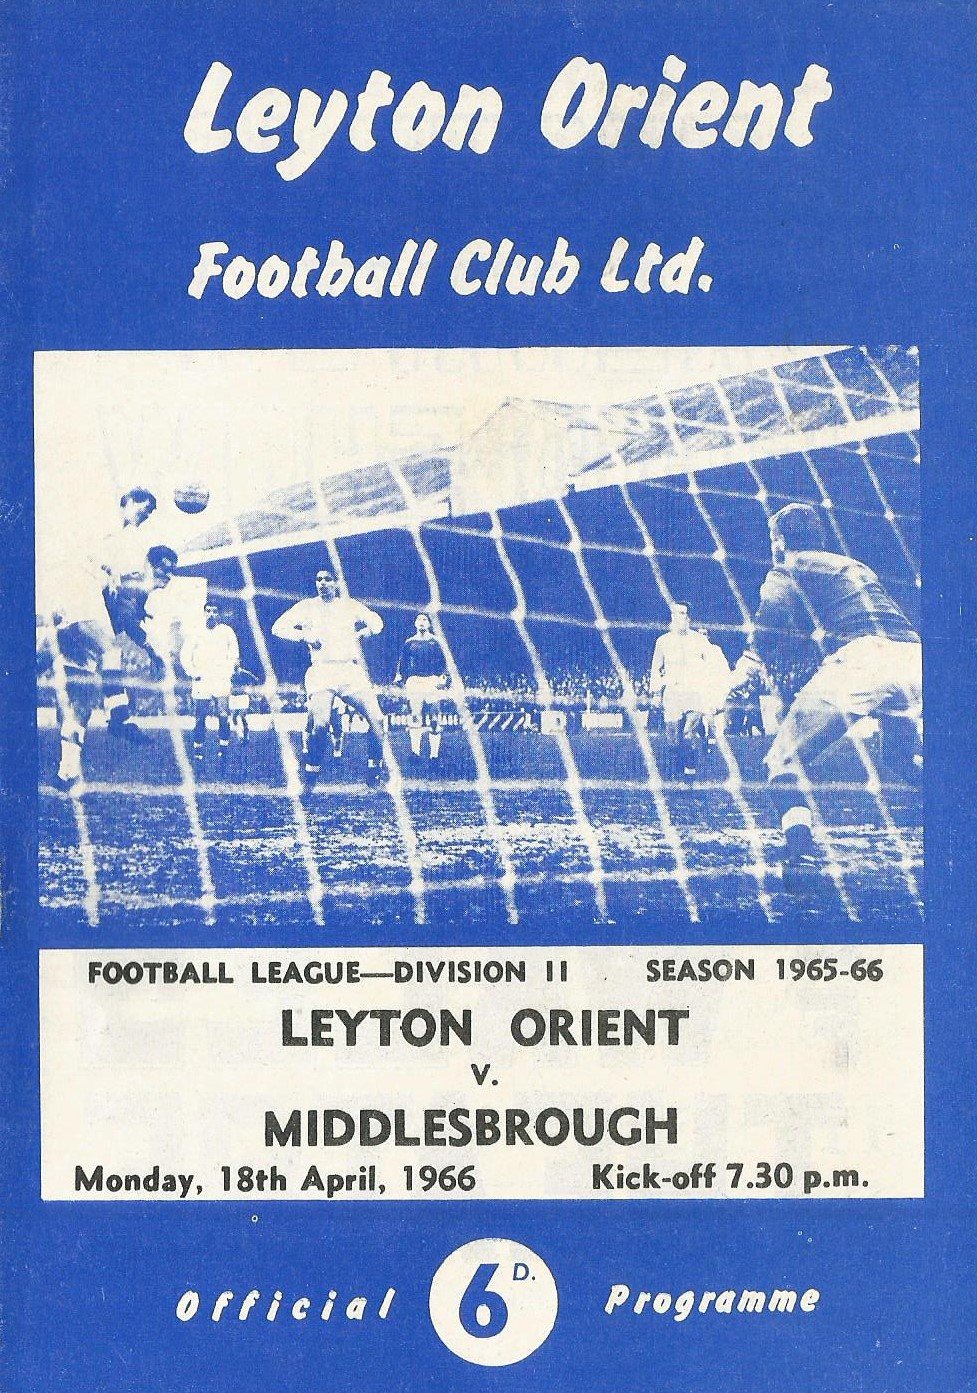 Leyton Orient
Football Club Ltd.
FOOTBALL LEAGUE—DIVISION II SEASON 1965-66
LEYTON ORIENT
V.
MIDDLESBROUGH
Monday, 18th April, 1966 Kick-off 7.30 p.m.
Official 6D. Programme